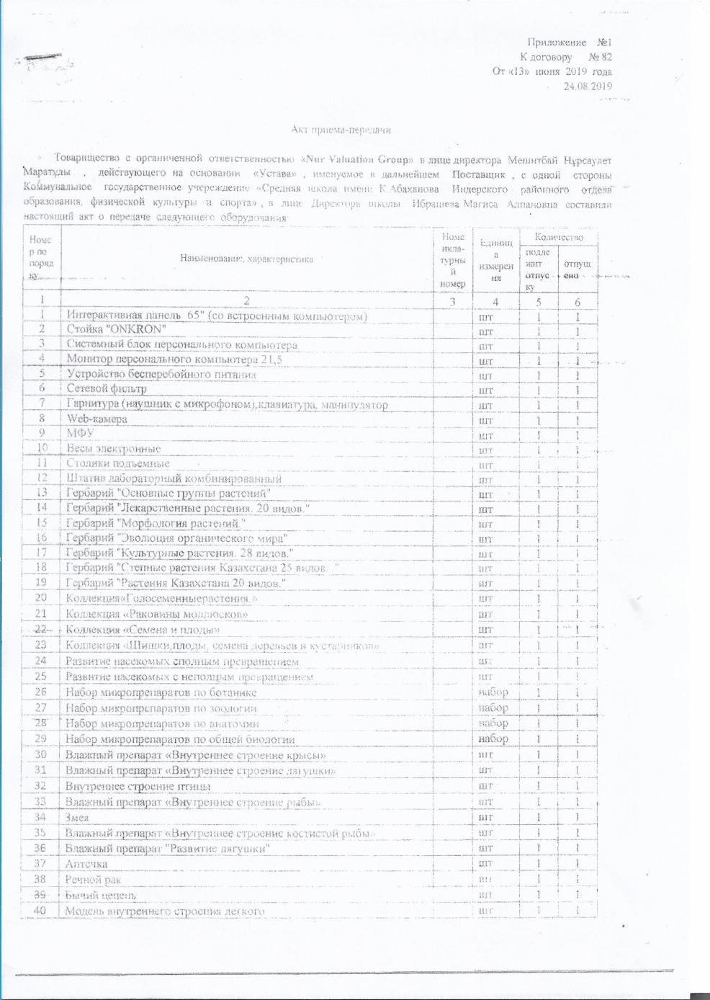 Приложение №1
К договору № 82
От «13» июня 2019 года
24.08.2019
Акт приема-передачи
Товарищество с органиченной ответственностью «Nur Valuation Group» в лице директора Мешитбай Нұрсаулет
Маратұлы , действующего на основании «Устава» , именуемое в дальнейшем Поставщик , с одной стороны
Коммунальное государственное учереждение «Средняя школа имени К.Абаханова Индерского районного отдела
образования, физической культуры и спорта» , в лице Директора школы Ибрашева Магиса Алпановна составили
настоящий акт о передаче следующего оборудования
Номе
р по
поряд
ку
Наименование, характеристика
Номе
нкла-
турны
й
номер
Единиц
а
измерен
ия
Количество
подле
жит
отпус
ку
отпущ
ено
1 2 3 4 5 6
1 Интерактивная панель 65" (со встроенным компьютером) шт 1 1
2 Стойка "ONKRON" шт 1 1
3 Системный блок персонального компьютера шт 1 1
4 Монитор персонального компьютера 21,5 шт 1 1
5 Устройство бесперебойного питания шт 1 1
6 Сетевой фильтр шт 1 1
7 Гарнитура (наушник с микрофоном),клавиатура, манипулятор шт 1 1
8 Web-камера шт 1 1
9 МФУ шт 1 1
10 Весы электронные шт 1 1
11 Столики подъемные шт 1 1
12 Штатив лабораторный комбинированный шт 1 1
13 Гербарий "Основные группы растений" шт 1 1
14 Гербарий "Лекарственные растения. 20 видов." шт 1 1
15 Гербарий "Морфология растений." шт 1 1
16 Гербарий "Эволюция органического мира" шт 1 1
17 Гербарий "Культурные растения. 28 видов." шт 1 1
18 Гербарий "Степные растения Казахстана 25 видов. " шт 1 1
19 Гербарий "Растения Казахстана 20 видов." шт 1 1
20 Коллекция«Голосеменныерастения.» шт 1 1
21 Коллекция «Раковины моллюсков» шт 1 1
22 Коллекция «Семена и плоды» шт 1 1
23 Коллекция «Шишки,плоды, семена деревьев и кустарников» шт 1 1
24 Развитие насекомых сполным превращением шт 1 1
25 Развитие насекомых с неполным превращением шт 1 1
26 Набор микропрепаратов по ботанике набор 1 1
27 Набор микропрепаратов по зоологии набор 1 1
28 Набор микропрепаратов по анатомии набор 1 1
29 Набор микропрепаратов по общей биологии набор 1 1
30 Влажный препарат «Внутреннее строение крысы» шт 1 1
31 Влажный препарат «Внутреннее строение лягушки» шт 1 1
32 Внутреннее строение птицы шт 1 1
33 Влажный препарат «Внутреннее строение рыбы» шт 1 1
34 Змея шт 1 1
35 Влажный препарат «Внутреннее строение костистой рыбы» шт 1 1
36 Влажный препарат "Развитие лягушки" шт 1 1
37 Аптечка шт 1 1
38 Речной рак шт 1 1
39 Бычий цепень шт 1 1
40 Модель внутреннего строения легкого шт 1 1